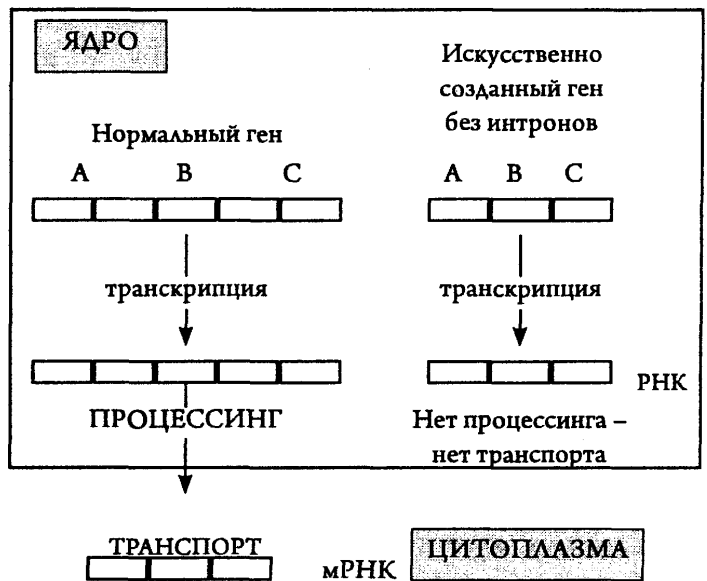 ЯДРО
Искусственно
созданный ген
без интронов
Нормальный ген
A B C
A B C
транскрипция
транскрипция
РНК
ПРОЦЕССИНГ
Нет процессинга –
нет транспорта
ТРАНСПОРТ
мРНК
ЦИТОПЛАЗМА